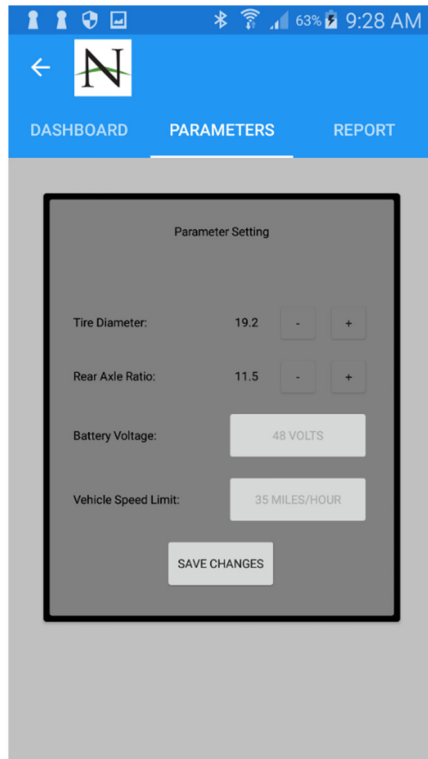 63% 9:28 AM
N
DASHBOARD PARAMETERS REPORT
Parameter Setting
Tire Diameter: 19.2 - +
Rear Axle Ratio: 11.5 - +
Battery Voltage: 48 VOLTS
Vehicle Speed Limit: 35 MILES/HOUR
SAVE CHANGES